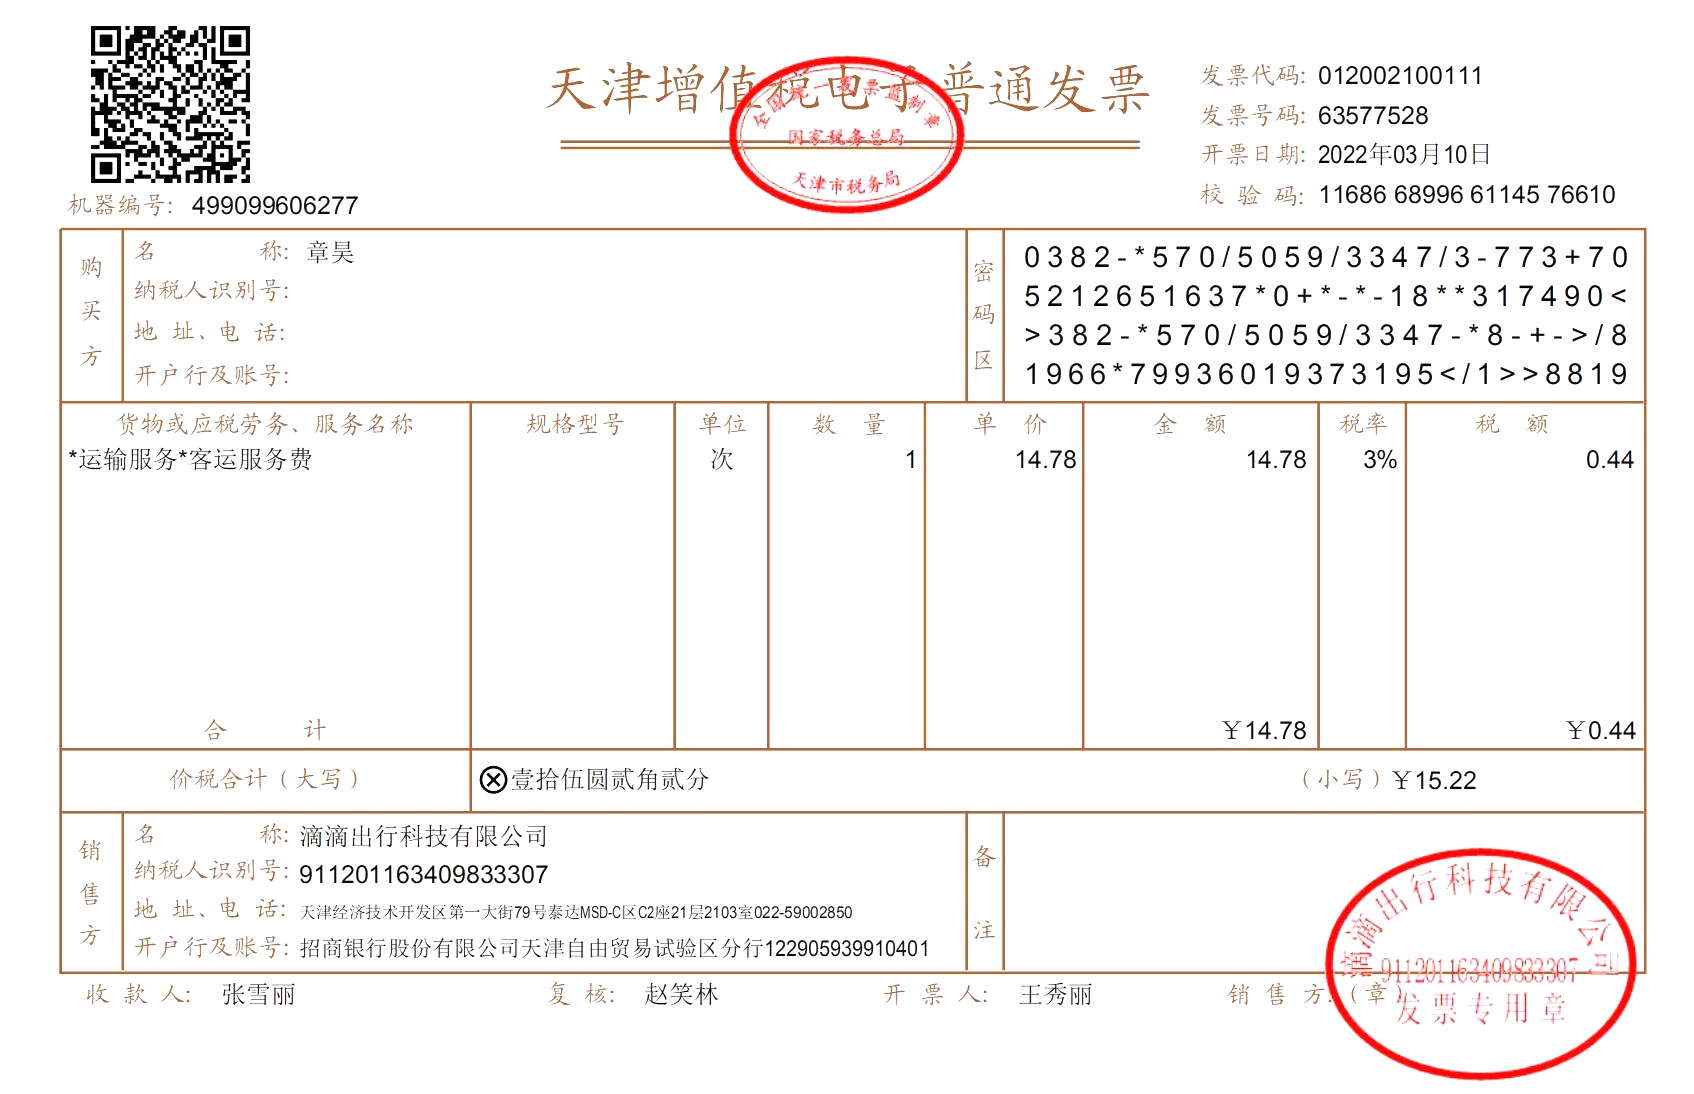 天津增值税电子普通发票
全国统一发票监制章
国家税务总局
天津市税务局
发票代码: 012002100111
发票号码: 63577528
开票日期: 2022年03月10日
校 验 码: 11686 68996 61145 76610
机器编号: 499099606277
购买方
名 称: 章昊
纳税人识别号:
地 址、电 话:
开户行及账号:
密码区
0382-*570/5059/3347/3-773+70
5212651637*0+*-*-18**317490<
>382-*570/5059/3347-*8-+->/8
1966*79936019373195</1>>8819
货物或应税劳务、服务名称 规格型号 单位 数 量 单 价 金 额 税率 税 额
*运输服务*客运服务费 次 1 14.78 14.78 3% 0.44
合 计 ￥14.78 ￥0.44
价税合计（大写） ⊗壹拾伍圆贰角贰分 （小写）￥15.22
销售方
名 称: 滴滴出行科技有限公司
纳税人识别号: 911201163409833307
地 址、电 话: 天津经济技术开发区第一大街79号泰达MSD-C区C2座21层2103室022-59002850
开户行及账号: 招商银行股份有限公司天津自由贸易试验区分行122905939910401
备注
收 款 人: 张雪丽 复 核: 赵笑林 开 票 人: 王秀丽 销 售 方:（章）
滴滴出行科技有限公司
911201163409833307
发票专用章